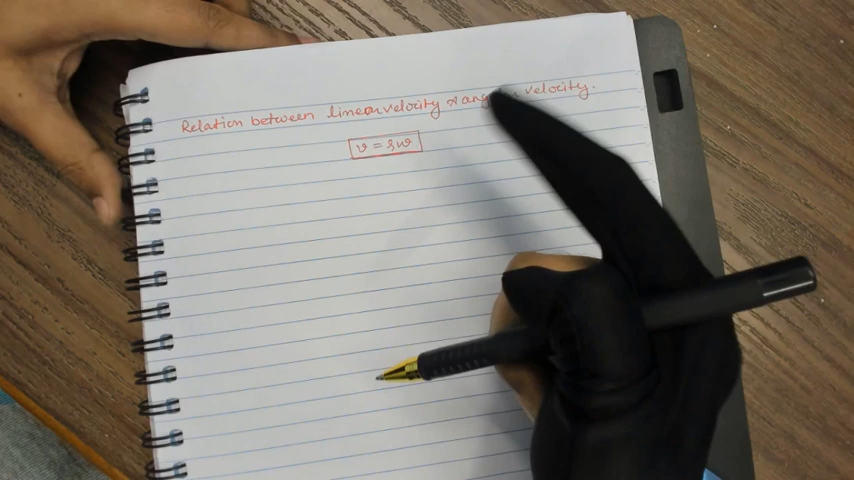 Relation between linear velocity & velocity.
v = rω